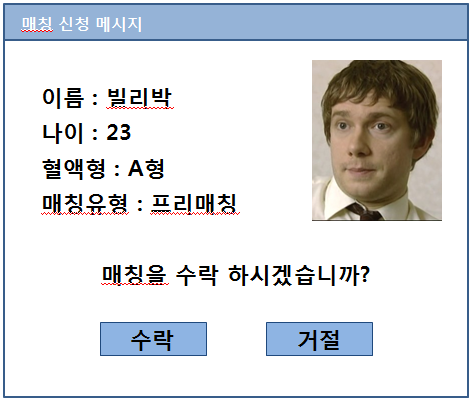 매칭 신청 메시지
이름 : 빌리박
나이 : 23
혈액형 : A형
매칭유형 : 프리매칭
매칭을 수락 하시겠습니까?
수락
거절